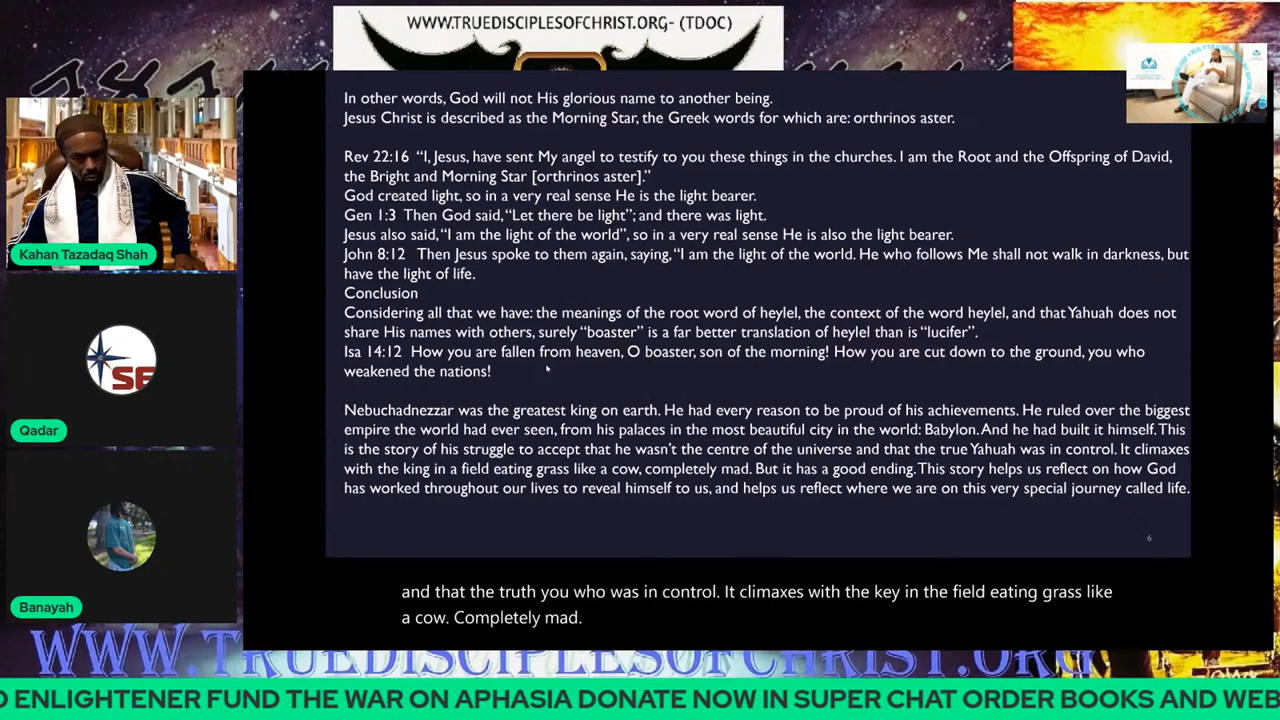 WWW.TRUEDISCIPLESOFCHRIST.ORG- (TDOC)
In other words, God will not His glorious name to another being.
Jesus Christ is described as the Morning Star, the Greek words for which are: orthrinos aster.
Rev 22:16 “I, Jesus, have sent My angel to testify to you these things in the churches. I am the Root and the Offspring of David,
the Bright and Morning Star [orthrinos aster].”
God created light, so in a very real sense He is the light bearer.
Gen 1:3 Then God said, “Let there be light”; and there was light.
Jesus also said, “I am the light of the world”, so in a very real sense He is also the light bearer.
John 8:12 Then Jesus spoke to them again, saying, “I am the light of the world. He who follows Me shall not walk in darkness, but
have the light of life.
Conclusion
Considering all that we have: the meanings of the root word of heylel, the context of the word heylel, and that Yahuah does not
share His names with others, surely “boaster” is a far better translation of heylel than is “lucifer”.
Isa 14:12 How you are fallen from heaven, O boaster, son of the morning! How you are cut down to the ground, you who
weakened the nations!
Nebuchadnezzar was the greatest king on earth. He had every reason to be proud of his achievements. He ruled over the biggest
empire the world had ever seen, from his palaces in the most beautiful city in the world: Babylon. And he had built it himself. This
is the story of his struggle to accept that he wasn't the centre of the universe and that the true Yahuah was in control. It climaxes
with the king in a field eating grass like a cow, completely mad. But it has a good ending. This story helps us reflect on how God
has worked throughout our lives to reveal himself to us, and helps us reflect where we are on this very special journey called life.
6
Kahan Tazadaq Shah
SE
Qadar
Banayah
and that the truth you who was in control. It climaxes with the key in the field eating grass like
a cow. Completely mad.
WWW.TRUEDISCIPLESOFCHRIST.ORG
O ENLIGHTENER FUND THE WAR ON APHASIA DONATE NOW IN SUPER CHAT ORDER BOOKS AND WEB